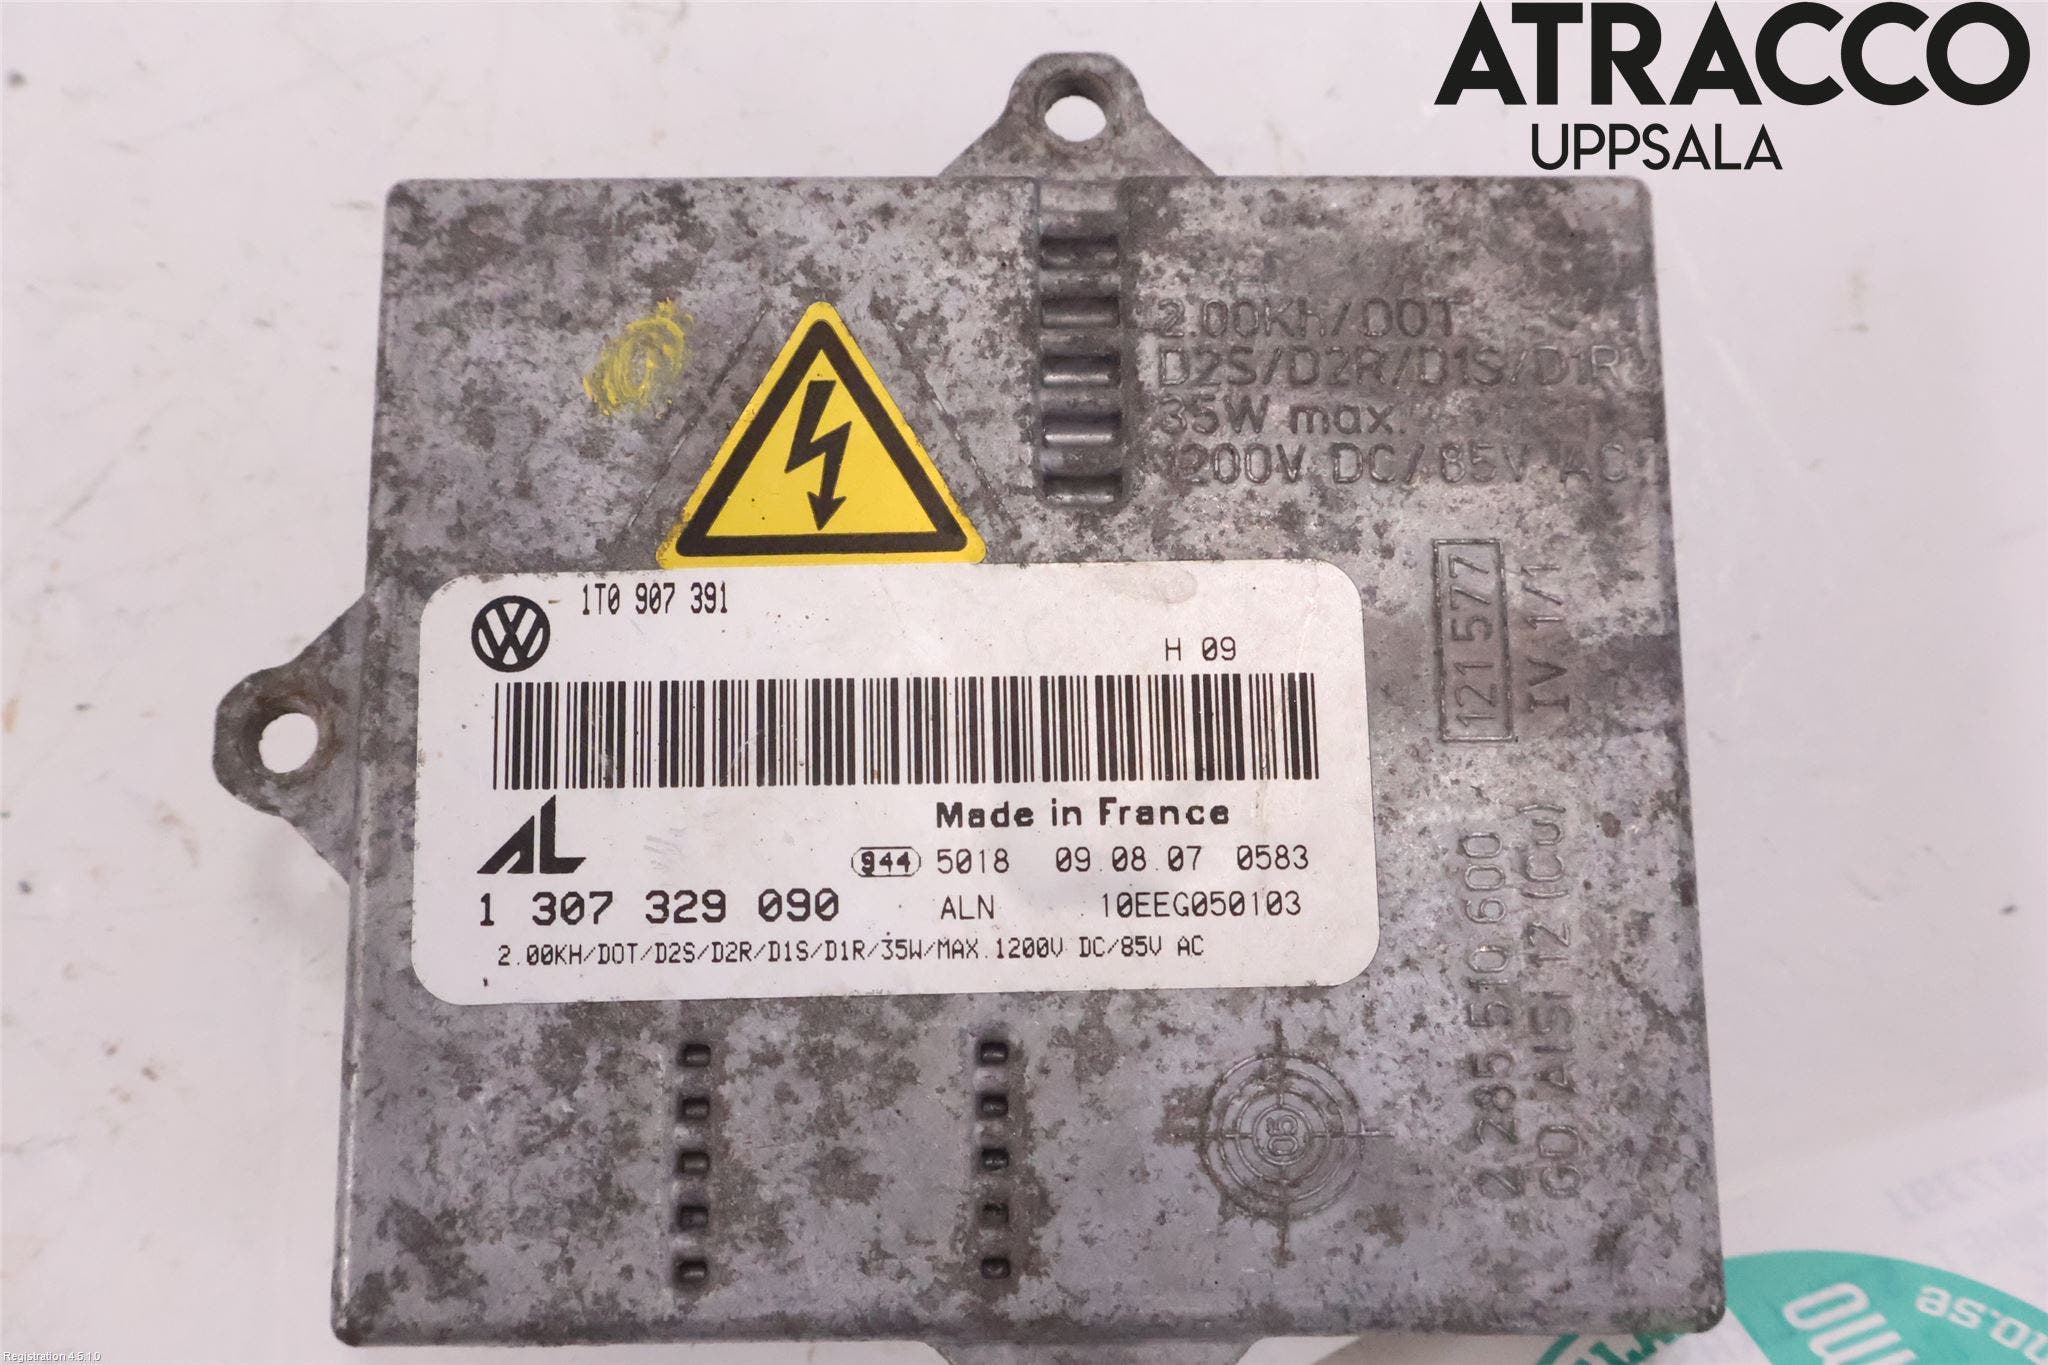 ATRACCO
UPPSALA
2.00Kh/DOT
D2S/D2R/D1S/D1R
35W max.
1200V DC/85V AC
1T0 907 391
H 09
121 577
IV 1/1
Made in France
AL
944 5018 09.08.07 0583
1 307 329 090 ALN 10EEG050103
2.00KH/DOT/D2S/D2R/D1S/D1R/35W/MAX.1200V DC/85V AC
2 285 510 600
GD ALSI 12 (CU)
05
Registration 4.5.1.0